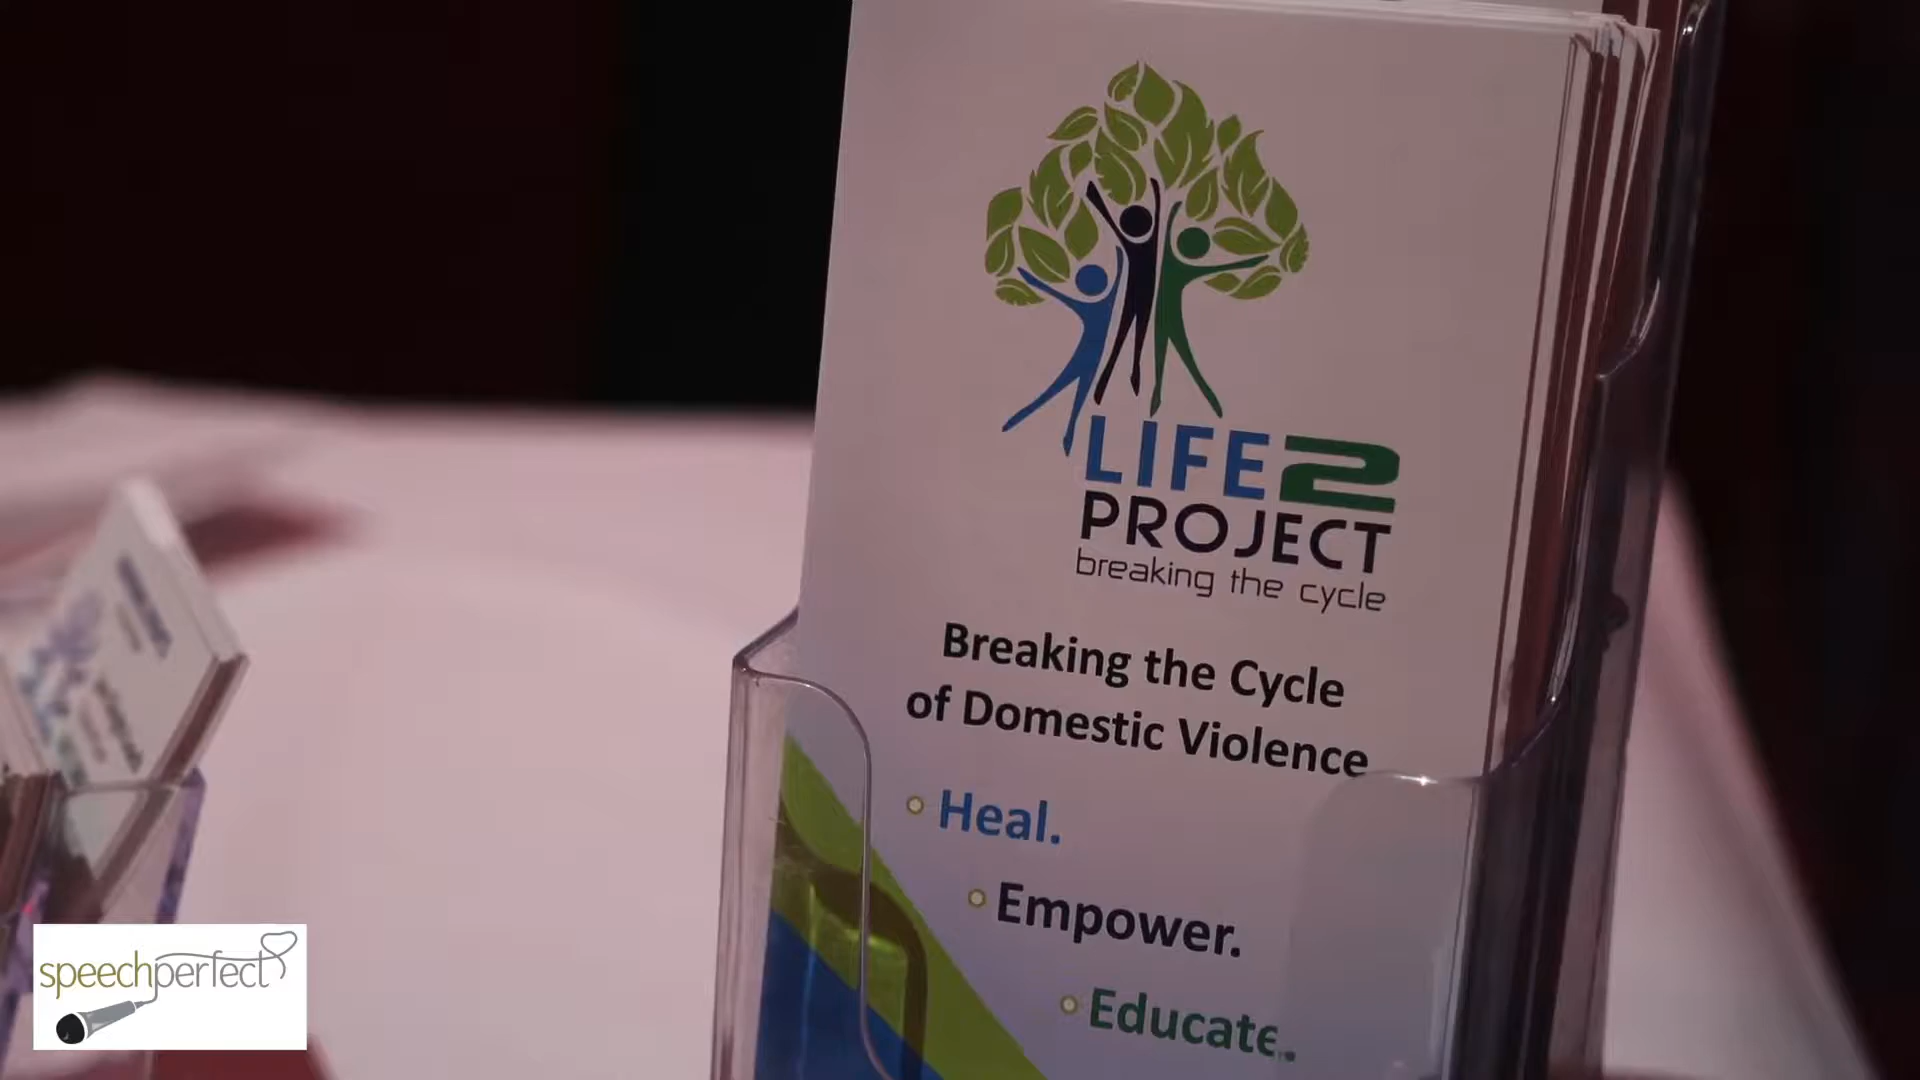 LIFE2
PROJECT
breaking the cycle
Breaking the Cycle
of Domestic Violence
Heal.
Empower.
Educate.
speechperfect